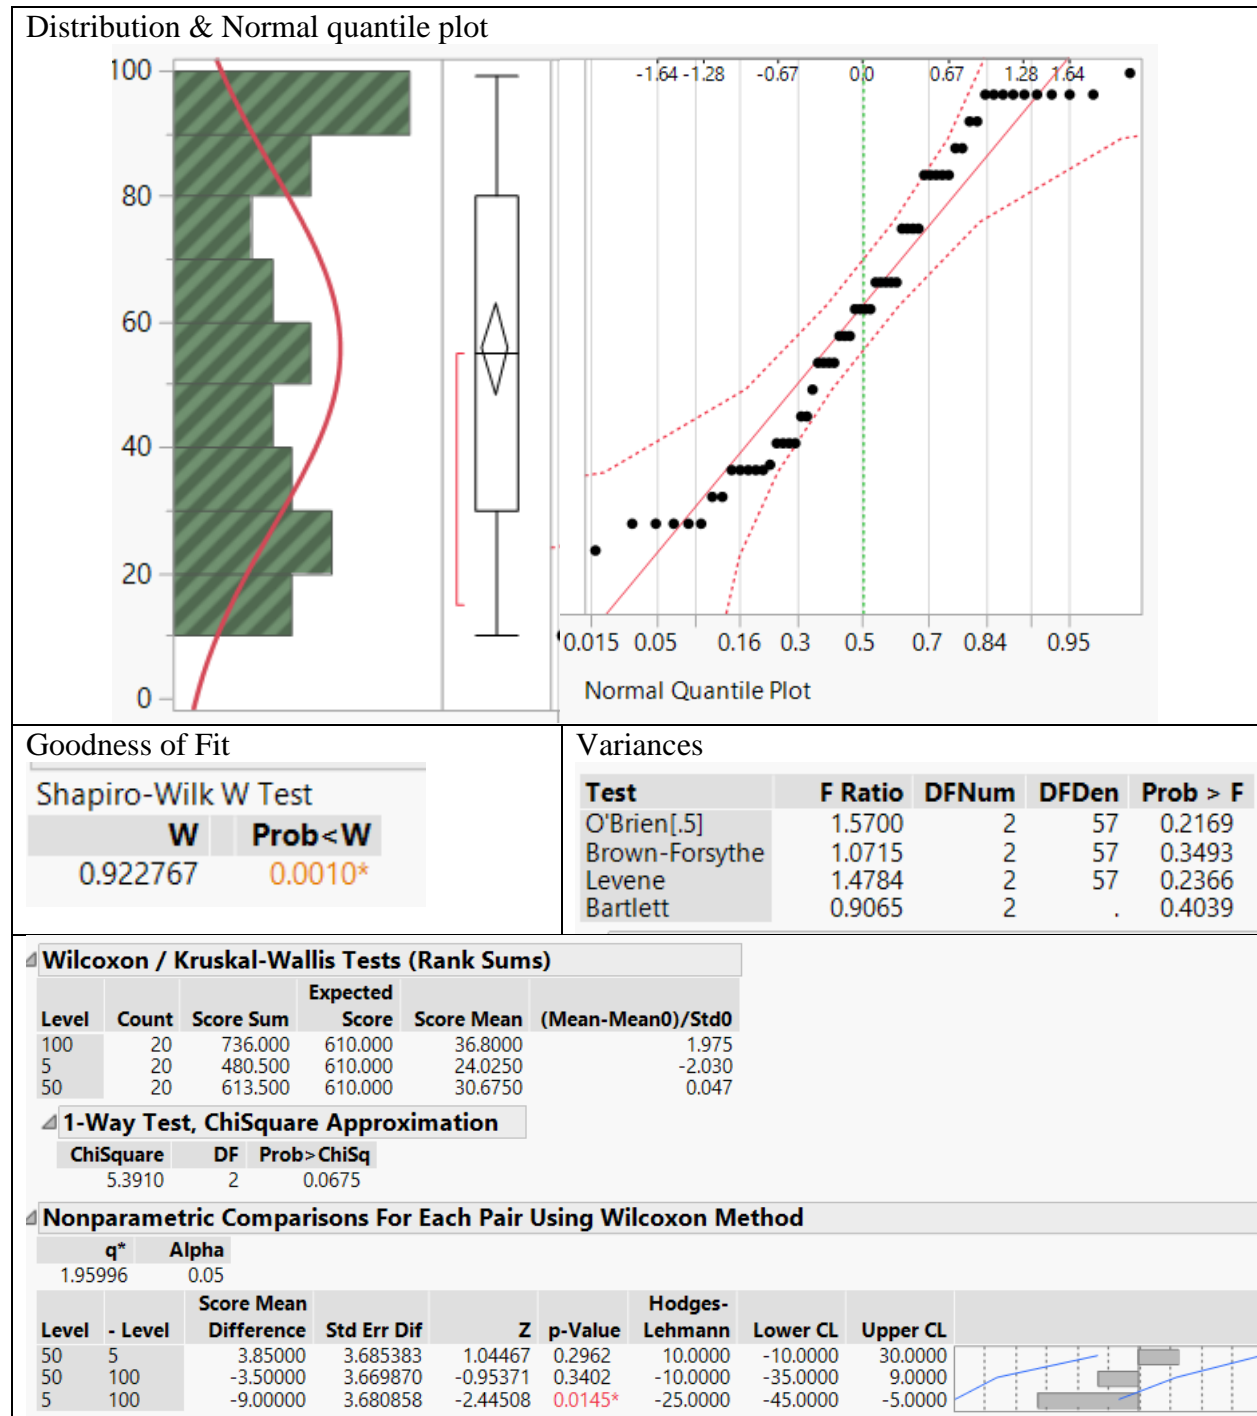 Distribution & Normal quantile plot
100
80
60
40
20
0
-1.64 -1.28 -0.67 0.0 0.67 1.28 1.64
0.015 0.05 0.16 0.3 0.5 0.7 0.84 0.95
Normal Quantile Plot
Goodness of Fit
Shapiro-Wilk W Test
W Prob<W
0.922767 0.0010*
Variances
Test F Ratio DFNum DFDen Prob > F
O'Brien[.5] 1.5700 2 57 0.2169
Brown-Forsythe 1.0715 2 57 0.3493
Levene 1.4784 2 57 0.2366
Bartlett 0.9065 2 . 0.4039
Wilcoxon / Kruskal-Wallis Tests (Rank Sums)
Expected
Level Count Score Sum Score Score Mean (Mean-Mean0)/Std0
100 20 736.000 610.000 36.8000 1.975
5 20 480.500 610.000 24.0250 -2.030
50 20 613.500 610.000 30.6750 0.047
1-Way Test, ChiSquare Approximation
ChiSquare DF Prob>ChiSq
5.3910 2 0.0675
Nonparametric Comparisons For Each Pair Using Wilcoxon Method
q* Alpha
1.95996 0.05
Score Mean Hodges-
Level - Level Difference Std Err Dif Z p-Value Lehmann Lower CL Upper CL
50 5 3.85000 3.685383 1.04467 0.2962 10.0000 -10.0000 30.0000
50 100 -3.50000 3.669870 -0.95371 0.3402 -10.0000 -35.0000 9.0000
5 100 -9.00000 3.680858 -2.44508 0.0145* -25.0000 -45.0000 -5.0000